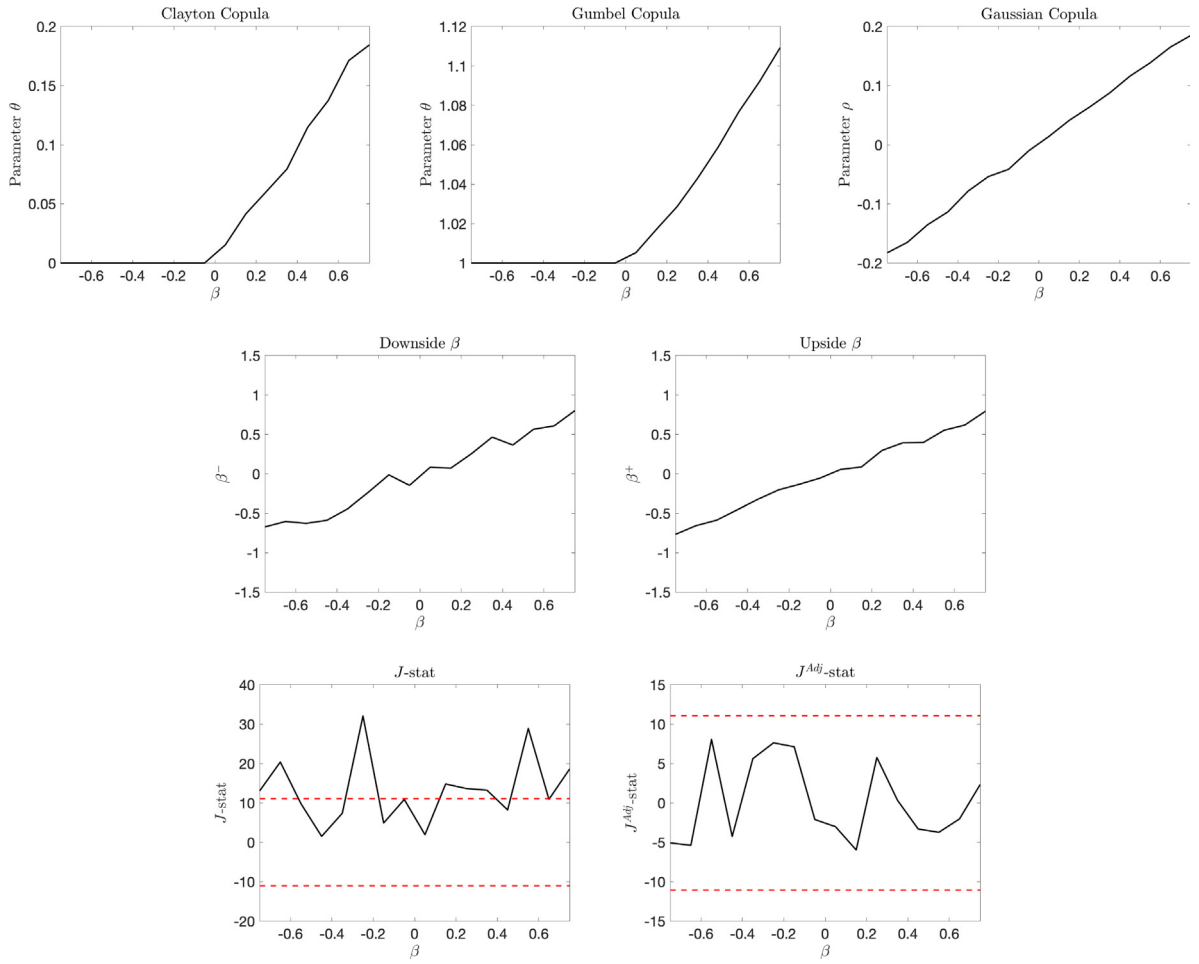 Clayton Copula
Parameter θ
0.2
0.15
0.1
0.05
0
-0.6 -0.4 -0.2 0 0.2 0.4 0.6
β
Gumbel Copula
Parameter θ
1.12
1.1
1.08
1.06
1.04
1.02
1
-0.6 -0.4 -0.2 0 0.2 0.4 0.6
β
Gaussian Copula
Parameter ρ
0.2
0.1
0
-0.1
-0.2
-0.6 -0.4 -0.2 0 0.2 0.4 0.6
β
Downside β
β⁻
1.5
1
0.5
0
-0.5
-1
-1.5
-0.6 -0.4 -0.2 0 0.2 0.4 0.6
β
Upside β
β⁺
1.5
1
0.5
0
-0.5
-1
-1.5
-0.6 -0.4 -0.2 0 0.2 0.4 0.6
β
J-stat
J-stat
40
30
20
10
0
-10
-20
-0.6 -0.4 -0.2 0 0.2 0.4 0.6
β
J^{Adj}-stat
J^{Adj}-stat
15
10
5
0
-5
-10
-15
-0.6 -0.4 -0.2 0 0.2 0.4 0.6
β